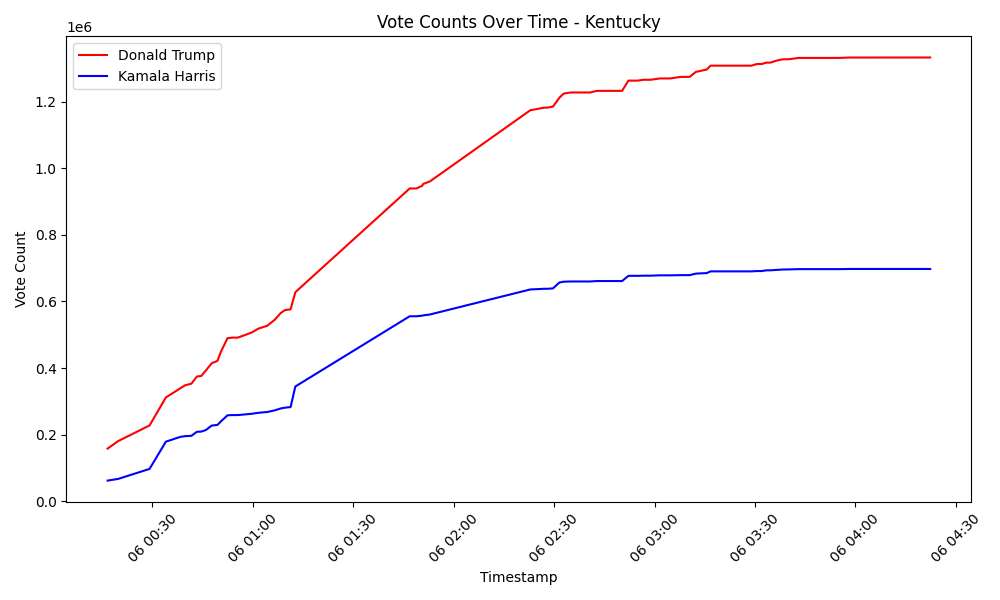 Vote Counts Over Time - Kentucky
1e6
Donald Trump
Kamala Harris
Vote Count
1.2
1.0
0.8
0.6
0.4
0.2
0.0
06 00:30
06 01:00
06 01:30
06 02:00
06 02:30
06 03:00
06 03:30
06 04:00
06 04:30
Timestamp